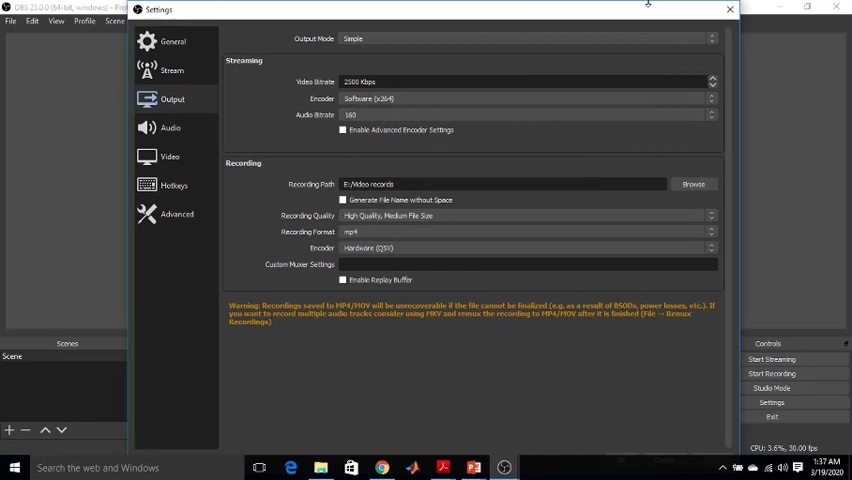 OBS 23.0.0 (64-bit, windows)
Settings
File Edit View Profile Scene
General
Stream
Output
Audio
Video
Hotkeys
Advanced
Output Mode Simple
Streaming
Video Bitrate 2500 Kbps
Encoder Software (x264)
Audio Bitrate 160
Enable Advanced Encoder Settings
Recording
Recording Path E:/Video records Browse
Generate File Name without Space
Recording Quality High Quality, Medium File Size
Recording Format mp4
Encoder Hardware (QSV)
Custom Muxer Settings
Enable Replay Buffer
Warning: Recordings saved to MP4/MOV will be unrecoverable if the file cannot be finalized (e.g. as a result of BSODs, power losses, etc.). If
you want to record multiple audio tracks consider using MKV and remux the recording to MP4/MOV after it is finished (File → Remux
Recordings)
Scenes
Scene
Controls
Start Streaming
Start Recording
Studio Mode
Settings
Exit
CPU: 3.6%, 30.00 fps
Search the web and Windows
1:37 AM
3/19/2020